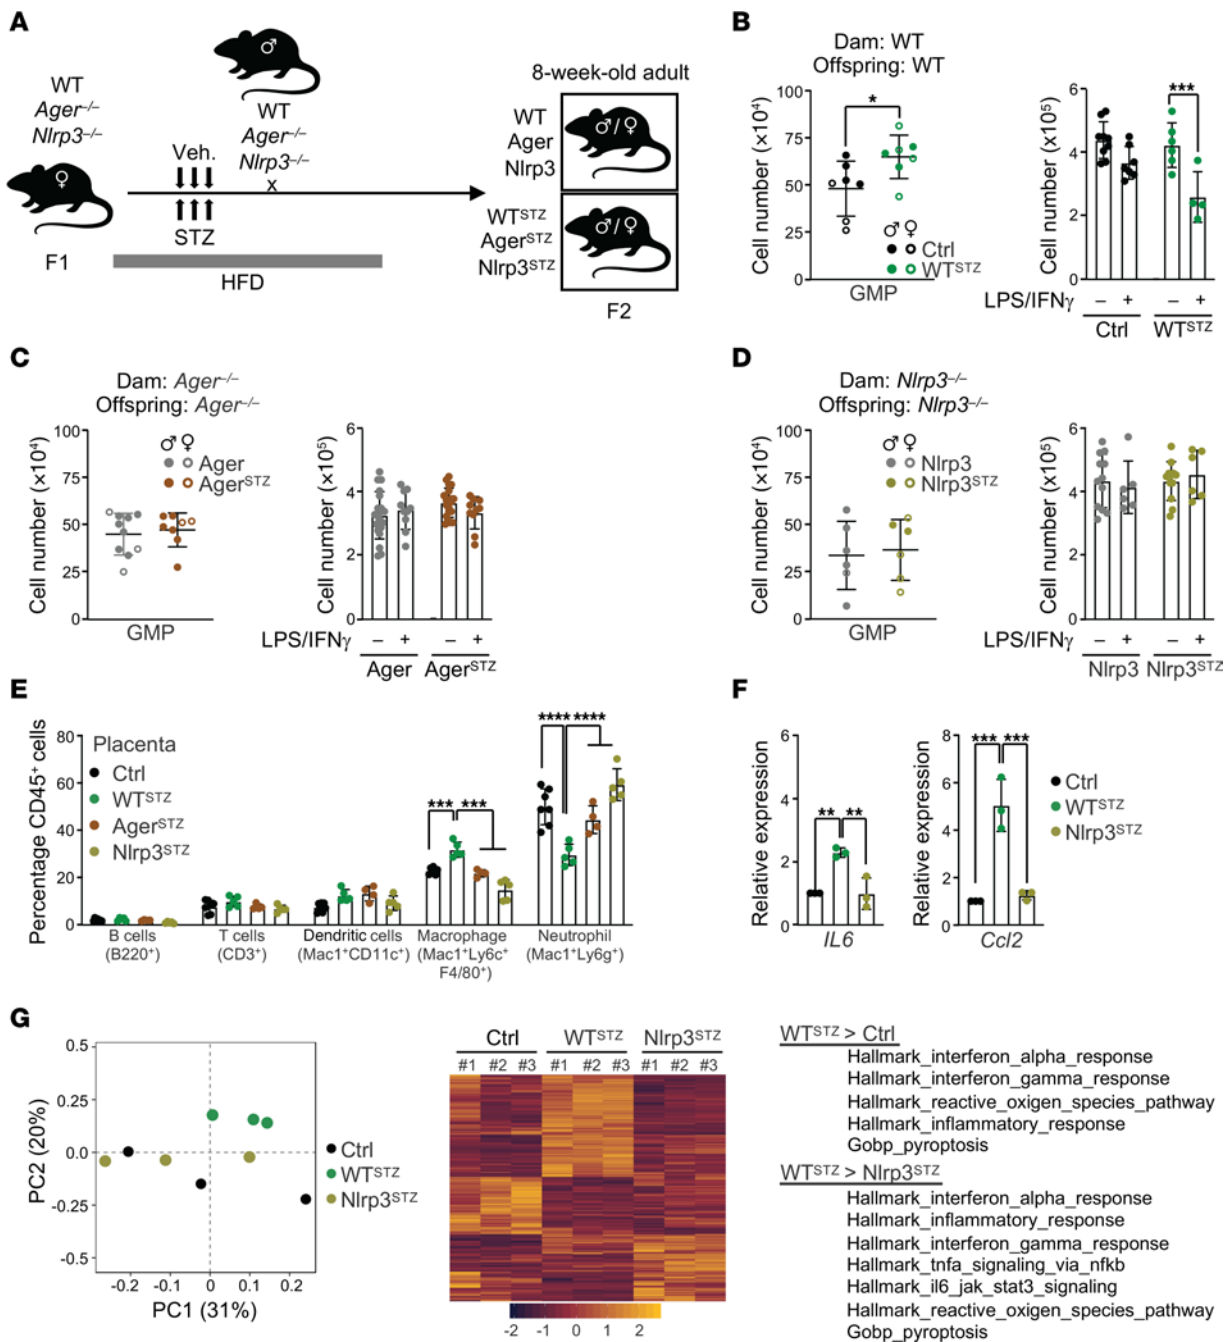 A
WT
Ager–/–
Nlrp3–/–
♀
F1
Veh.
STZ
HFD
♂
WT
Ager–/–
Nlrp3–/–
x
8-week-old adult
WT
Ager
Nlrp3
♂/♀
WTSTZ
AgerSTZ
Nlrp3STZ
♂/♀
F2
B
Dam: WT
Offspring: WT
Cell number (×10⁴)
100
75
50
25
0
*
♂ ♀
Ctrl
WTSTZ
GMP
Cell number (×10⁵)
6
4
2
0
***
LPS/IFNγ
– + – +
Ctrl WTSTZ
C
Dam: Ager–/–
Offspring: Ager–/–
Cell number (×10⁴)
100
75
50
25
0
♂ ♀
Ager
AgerSTZ
GMP
Cell number (×10⁵)
6
4
2
0
LPS/IFNγ
– + – +
Ager AgerSTZ
D
Dam: Nlrp3–/–
Offspring: Nlrp3–/–
Cell number (×10⁴)
100
75
50
25
0
♂ ♀
Nlrp3
Nlrp3STZ
GMP
Cell number (×10⁵)
6
4
2
0
LPS/IFNγ
– + – +
Nlrp3 Nlrp3STZ
E
Percentage CD45⁺ cells
80
60
40
20
0
Placenta
Ctrl
WTSTZ
AgerSTZ
Nlrp3STZ
*** ***
**** ****
B cells
(B220⁺)
T cells
(CD3⁺)
Dendritic cells
(Mac1⁺CD11c⁺)
Macrophage
(Mac1⁺Ly6c⁺
F4/80⁺)
Neutrophil
(Mac1⁺Ly6g⁺)
F
Relative expression
6
4
2
0
** **
IL6
Relative expression
8
6
4
2
0
*** ***
Ccl2
Ctrl
WTSTZ
Nlrp3STZ
G
PC2 (20%)
0.5
0.25
0.0
-0.25
-0.5
-0.2 -0.1 0 0.1 0.2
PC1 (31%)
Ctrl
WTSTZ
Nlrp3STZ
Ctrl WTSTZ Nlrp3STZ
#1 #2 #3 #1 #2 #3 #1 #2 #3
-2 -1 0 1 2
WTSTZ > Ctrl
Hallmark_interferon_alpha_response
Hallmark_interferon_gamma_response
Hallmark_reactive_oxigen_species_pathway
Hallmark_inflammatory_response
Gobp_pyroptosis
WTSTZ > Nlrp3STZ
Hallmark_interferon_alpha_response
Hallmark_inflammatory_response
Hallmark_interferon_gamma_response
Hallmark_tnfa_signaling_via_nfkb
Hallmark_il6_jak_stat3_signaling
Hallmark_reactive_oxigen_species_pathway
Gobp_pyroptosis